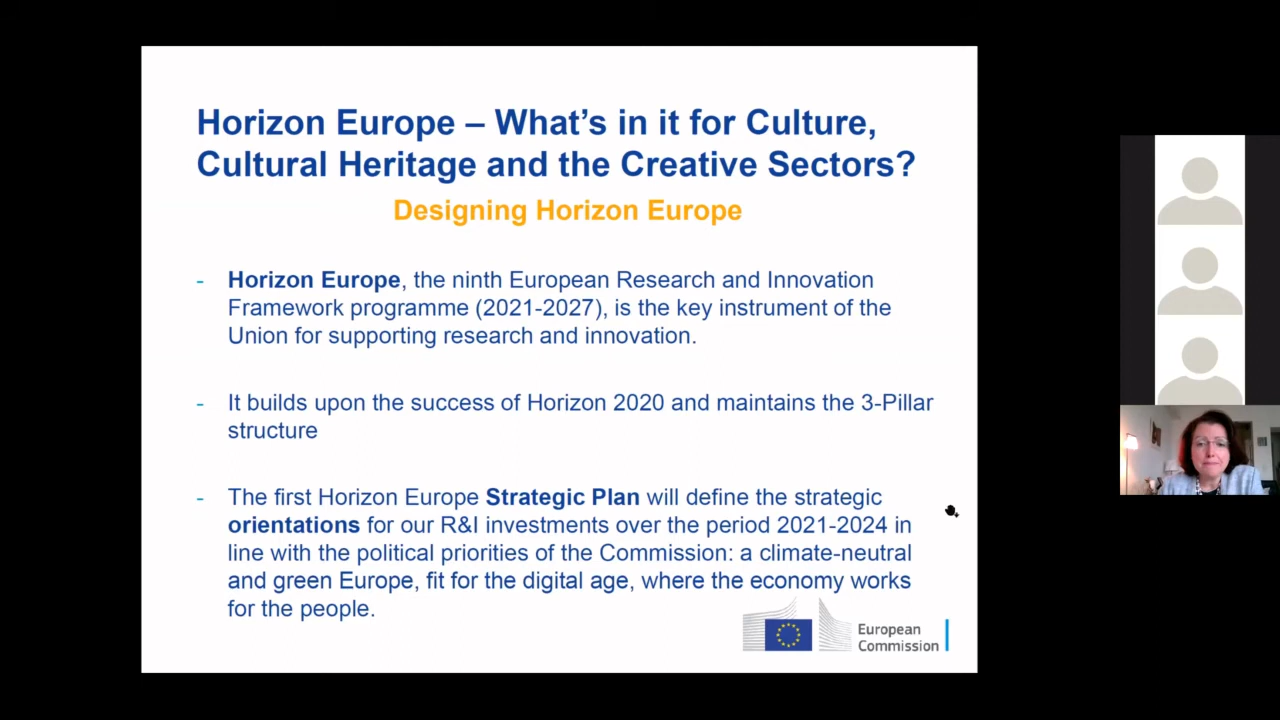 Horizon Europe – What's in it for Culture,
Cultural Heritage and the Creative Sectors?
Designing Horizon Europe
- Horizon Europe, the ninth European Research and Innovation
Framework programme (2021-2027), is the key instrument of the
Union for supporting research and innovation.
- It builds upon the success of Horizon 2020 and maintains the 3-Pillar
structure
- The first Horizon Europe Strategic Plan will define the strategic
orientations for our R&I investments over the period 2021-2024 in
line with the political priorities of the Commission: a climate-neutral
and green Europe, fit for the digital age, where the economy works
for the people.
European
Commission